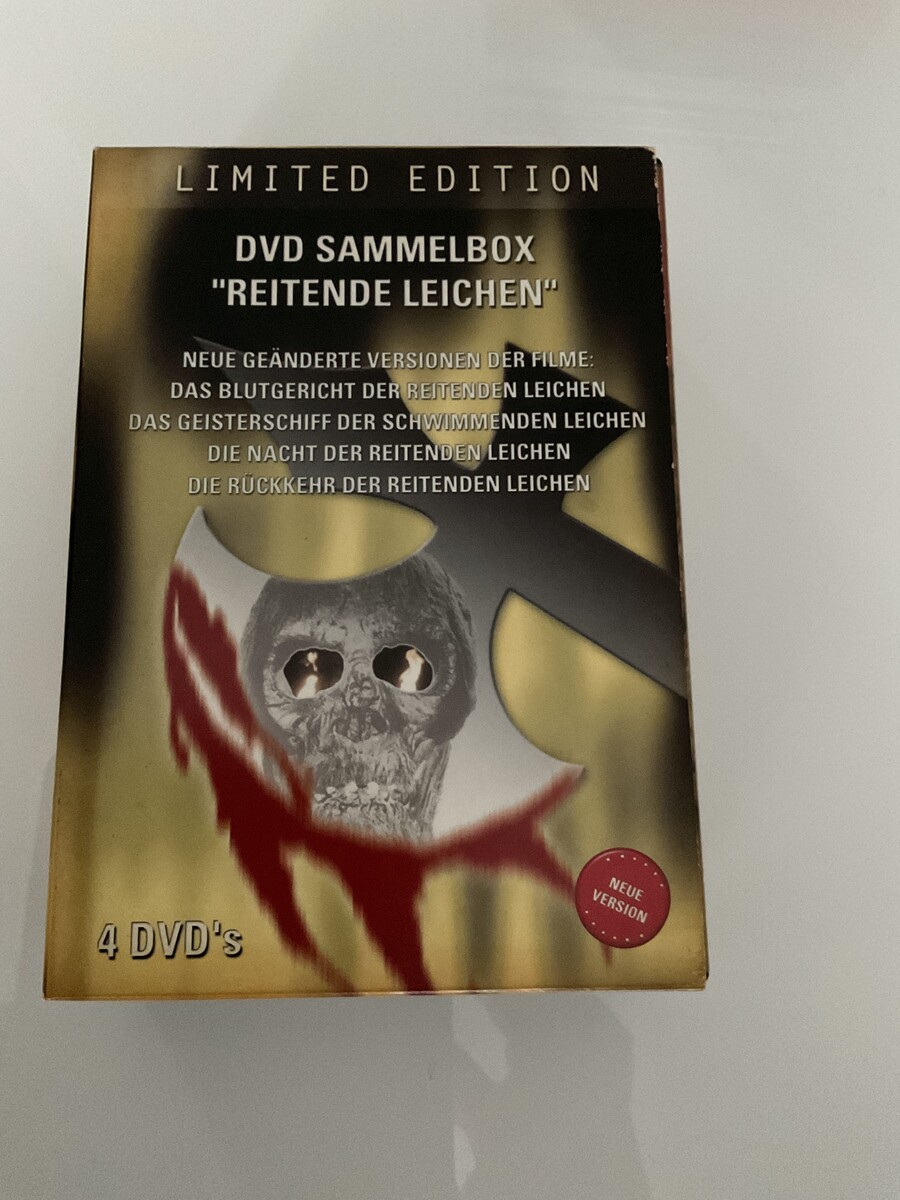 LIMITED EDITION
DVD SAMMELBOX
"REITENDE LEICHEN"
NEUE GEÄNDERTE VERSIONEN DER FILME:
DAS BLUTGERICHT DER REITENDEN LEICHEN
DAS GEISTERSCHIFF DER SCHWIMMENDEN LEICHEN
DIE NACHT DER REITENDEN LEICHEN
DIE RÜCKKEHR DER REITENDEN LEICHEN
NEUE
VERSION
4 DVD's